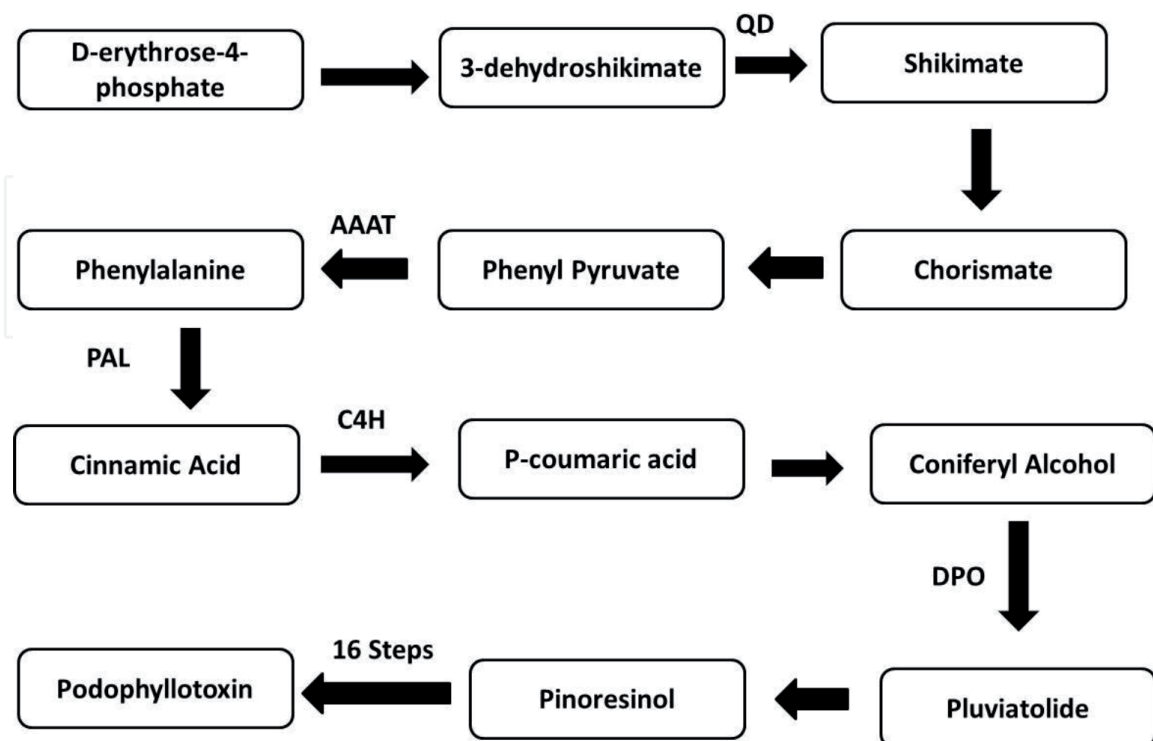 D-erythrose-4-
phosphate
3-dehydroshikimate
QD
Shikimate
Phenylalanine
AAAT
Phenyl Pyruvate
Chorismate
PAL
Cinnamic Acid
C4H
P-coumaric acid
Coniferyl Alcohol
DPO
Podophyllotoxin
16 Steps
Pinoresinol
Pluviatolide